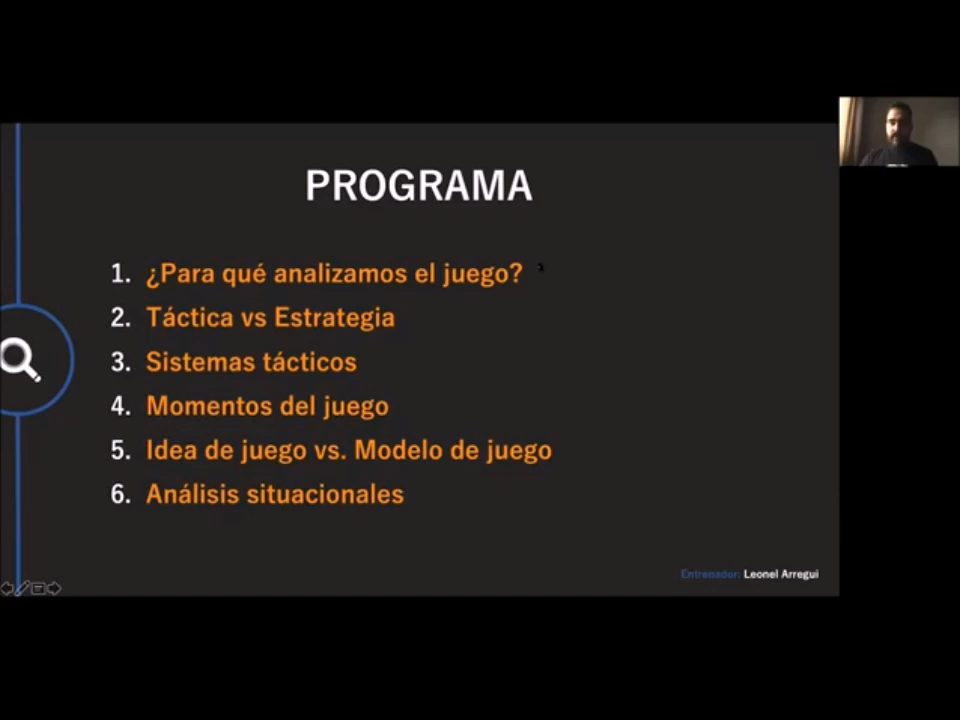 PROGRAMA
1. ¿Para qué analizamos el juego?
2. Táctica vs Estrategia
3. Sistemas tácticos
4. Momentos del juego
5. Idea de juego vs. Modelo de juego
6. Análisis situacionales
Entrenador: Leonel Arregui